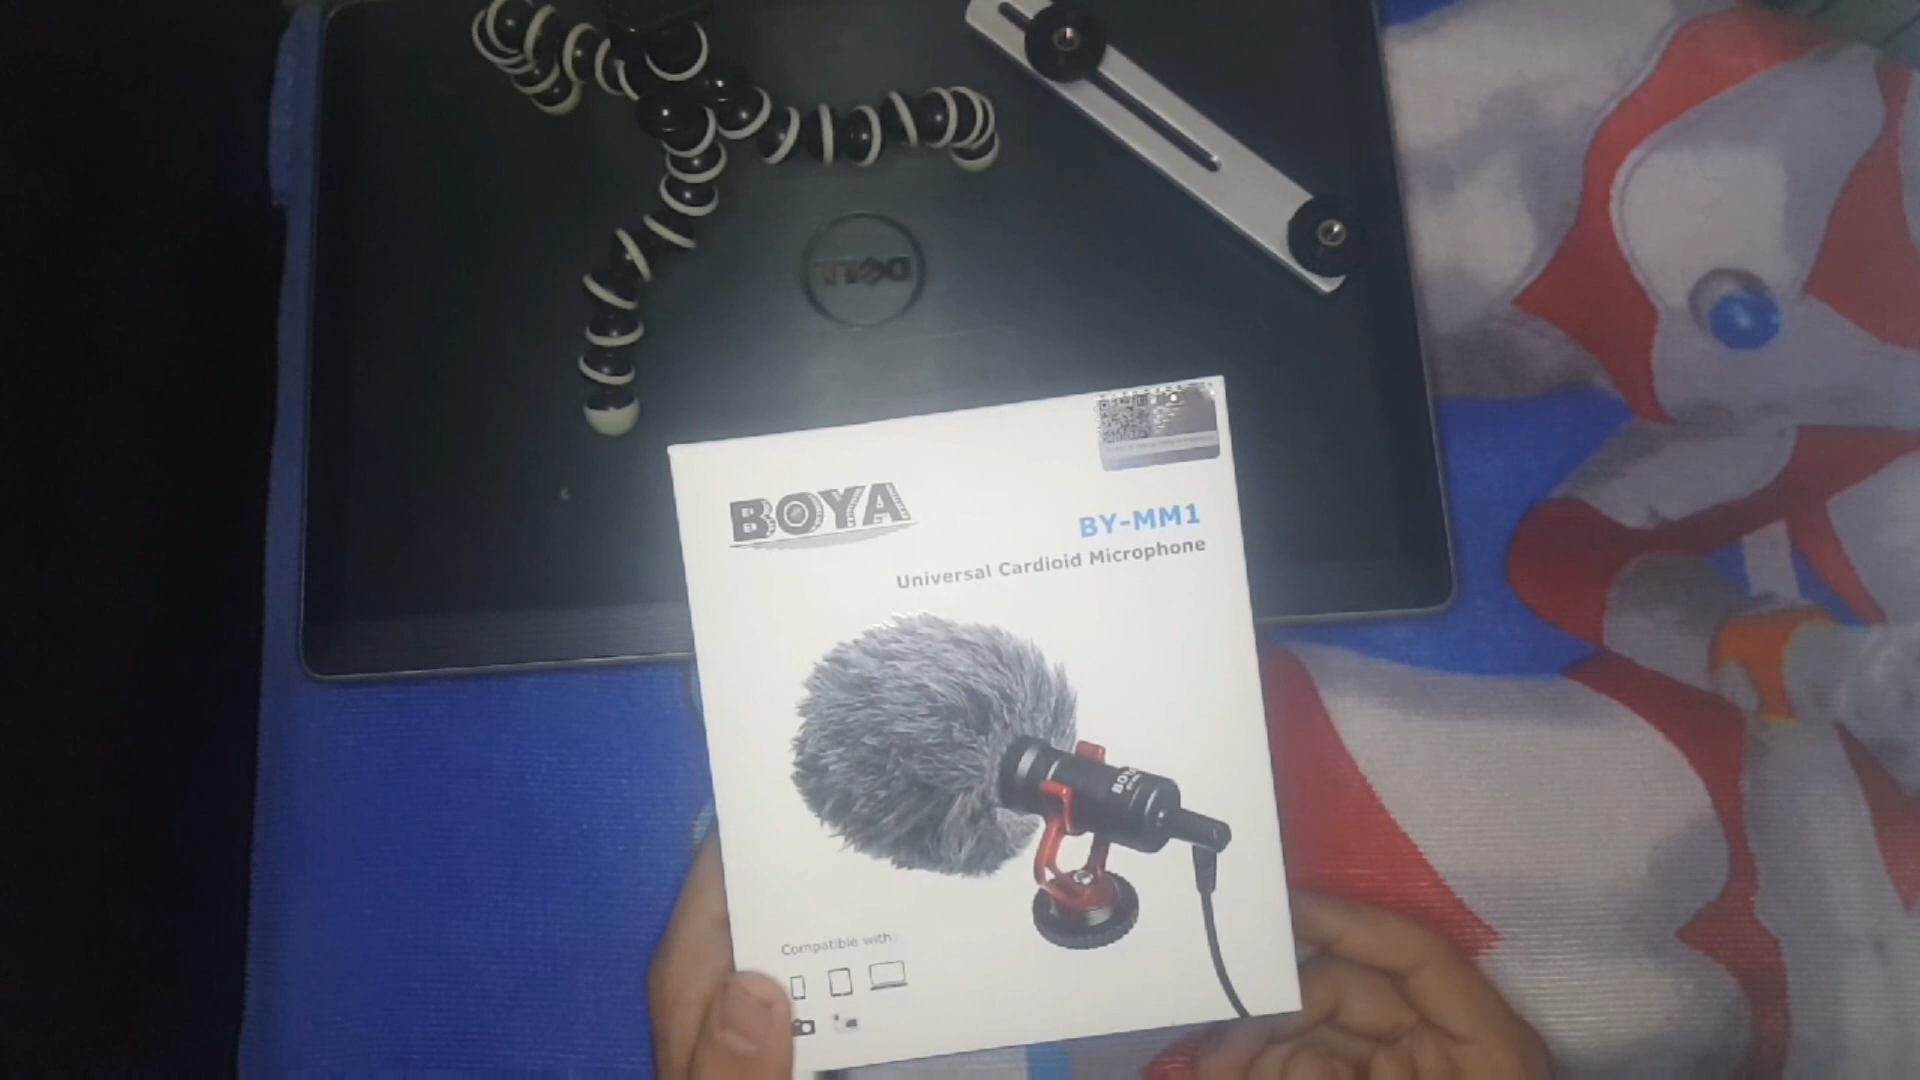 DELL
BOYA
BY-MM1
Universal Cardioid Microphone
BOYA
Compatible with: